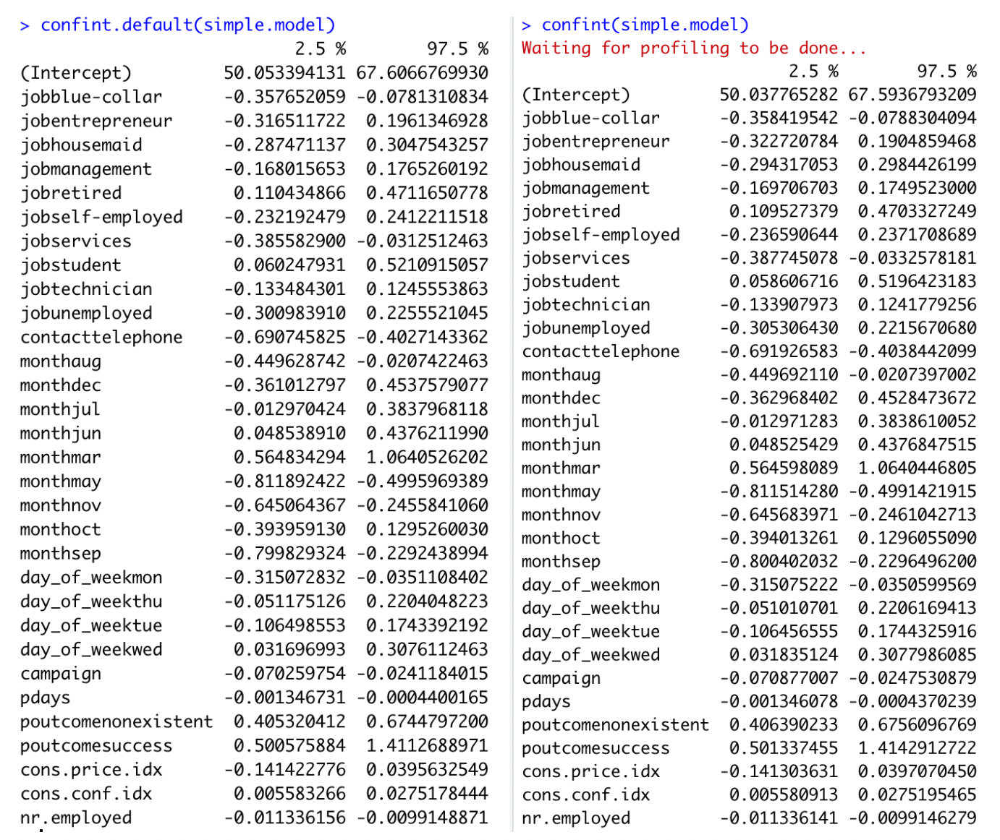 > confint.default(simple.model)
2.5 % 97.5 %
(Intercept) 50.053394131 67.6066769930
jobblue-collar -0.357652059 -0.0781310834
jobentrepreneur -0.316511722 0.1961346928
jobhousemaid -0.287471137 0.3047543257
jobmanagement -0.168015653 0.1765260192
jobretired 0.110434866 0.4711650778
jobself-employed -0.232192479 0.2412211518
jobservices -0.385582900 -0.0312512463
jobstudent 0.060247931 0.5210915057
jobtechnician -0.133484301 0.1245553863
jobunemployed -0.300983910 0.2255521045
contacttelephone -0.690745825 -0.4027143362
monthaug -0.449628742 -0.0207422463
monthdec -0.361012797 0.4537579077
monthjul -0.012970424 0.3837968118
monthjun 0.048538910 0.4376211990
monthmar 0.564834294 1.0640526202
monthmay -0.811892422 -0.4995969389
monthnov -0.645064367 -0.2455841060
monthoct -0.393959130 0.1295260030
monthsep -0.799829324 -0.2292438994
day_of_weekmon -0.315072832 -0.0351108402
day_of_weekthu -0.051175126 0.2204048223
day_of_weektue -0.106498553 0.1743392192
day_of_weekwed 0.031696993 0.3076112463
campaign -0.070259754 -0.0241184015
pdays -0.001346731 -0.0004400165
poutcomenonexistent 0.405320412 0.6744797200
poutcomesuccess 0.500575884 1.4112688971
cons.price.idx -0.141422776 0.0395632549
cons.conf.idx 0.005583266 0.0275178444
nr.employed -0.011336156 -0.0099148871
> confint(simple.model)
Waiting for profiling to be done...
2.5 % 97.5 %
(Intercept) 50.037765282 67.5936793209
jobblue-collar -0.358419542 -0.0788304094
jobentrepreneur -0.322720784 0.1904859468
jobhousemaid -0.294317053 0.2984426199
jobmanagement -0.169706703 0.1749523000
jobretired 0.109527379 0.4703327249
jobself-employed -0.236590644 0.2371708689
jobservices -0.387745078 -0.0332578181
jobstudent 0.058606716 0.5196423183
jobtechnician -0.133907973 0.1241779256
jobunemployed -0.305306430 0.2215670680
contacttelephone -0.691926583 -0.4038442099
monthaug -0.449692110 -0.0207397002
monthdec -0.362968402 0.4528473672
monthjul -0.012971283 0.3838610052
monthjun 0.048525429 0.4376847515
monthmar 0.564598089 1.0640446805
monthmay -0.811514280 -0.4991421915
monthnov -0.645683971 -0.2461042713
monthoct -0.394013261 0.1296055090
monthsep -0.800402032 -0.2296496200
day_of_weekmon -0.315075222 -0.0350599569
day_of_weekthu -0.051010701 0.2206169413
day_of_weektue -0.106456555 0.1744325916
day_of_weekwed 0.031835124 0.3077986085
campaign -0.070877007 -0.0247530879
pdays -0.001346078 -0.0004370239
poutcomenonexistent 0.406390233 0.6756096769
poutcomesuccess 0.501337455 1.4142912722
cons.price.idx -0.141303631 0.0397070450
cons.conf.idx 0.005580913 0.0275195465
nr.employed -0.011336141 -0.0099146279